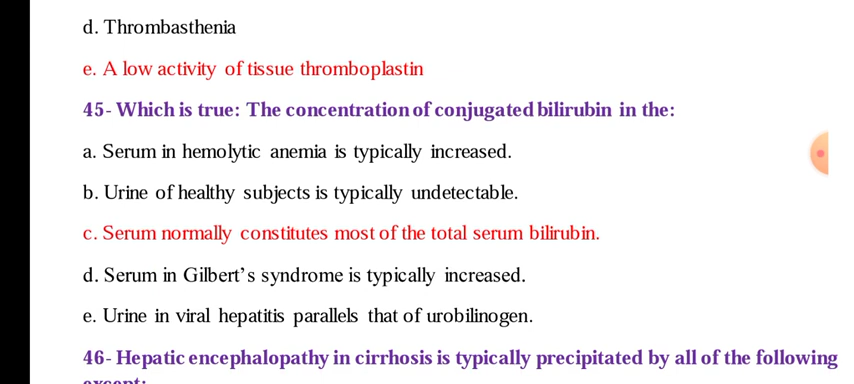 d. Thrombasthenia
e. A low activity of tissue thromboplastin
45- Which is true: The concentration of conjugated bilirubin in the:
a. Serum in hemolytic anemia is typically increased.
b. Urine of healthy subjects is typically undetectable.
c. Serum normally constitutes most of the total serum bilirubin.
d. Serum in Gilbert’s syndrome is typically increased.
e. Urine in viral hepatitis parallels that of urobilinogen.
46- Hepatic encephalopathy in cirrhosis is typically precipitated by all of the following
except: